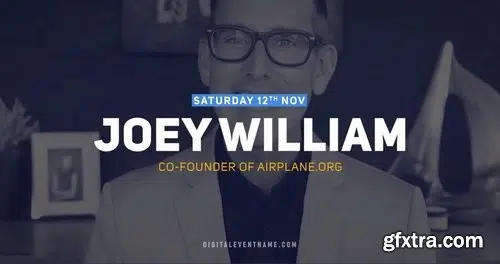 SATURDAY 12TH NOV
JOEY WILLIAM
CO-FOUNDER OF AIRPLANE.ORG
DIGITALEVENTNAME.COM
gfxtra.com